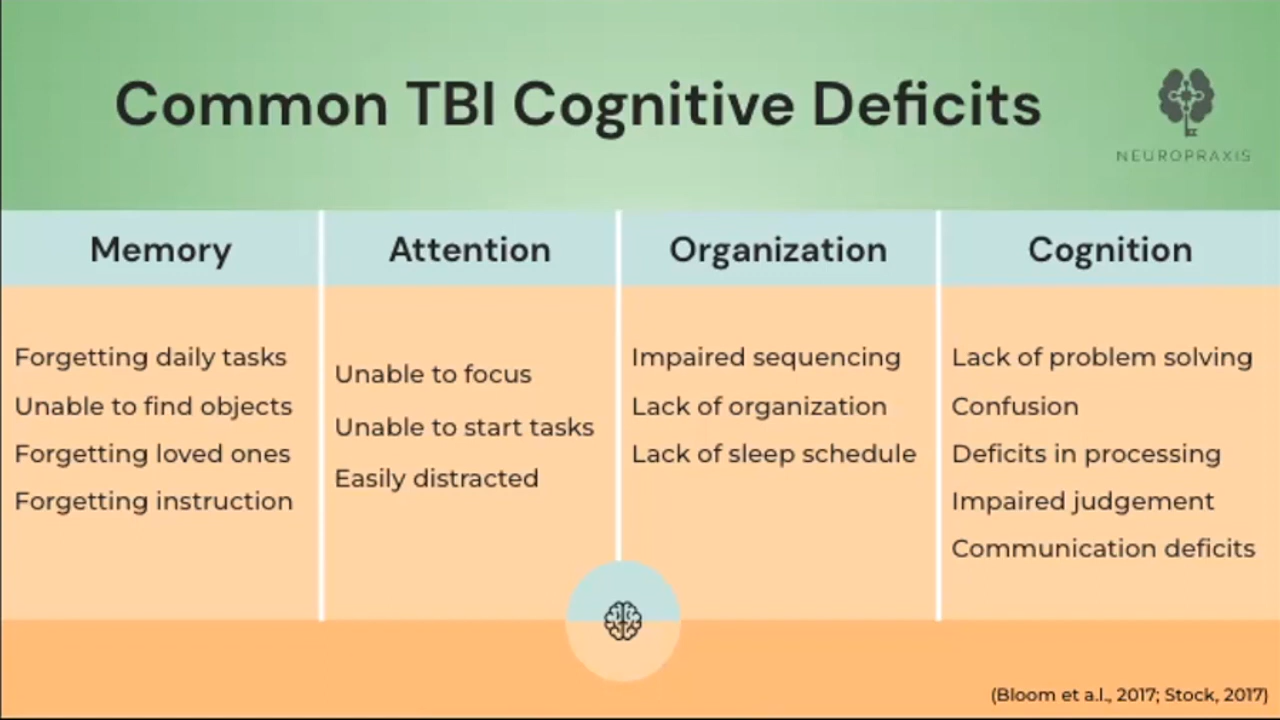 Common TBI Cognitive Deficits
NEUROPRAXIS
Memory
Forgetting daily tasks
Unable to find objects
Forgetting loved ones
Forgetting instruction
Attention
Unable to focus
Unable to start tasks
Easily distracted
Organization
Impaired sequencing
Lack of organization
Lack of sleep schedule
Cognition
Lack of problem solving
Confusion
Deficits in processing
Impaired judgement
Communication deficits
(Bloom et a.l., 2017; Stock, 2017)